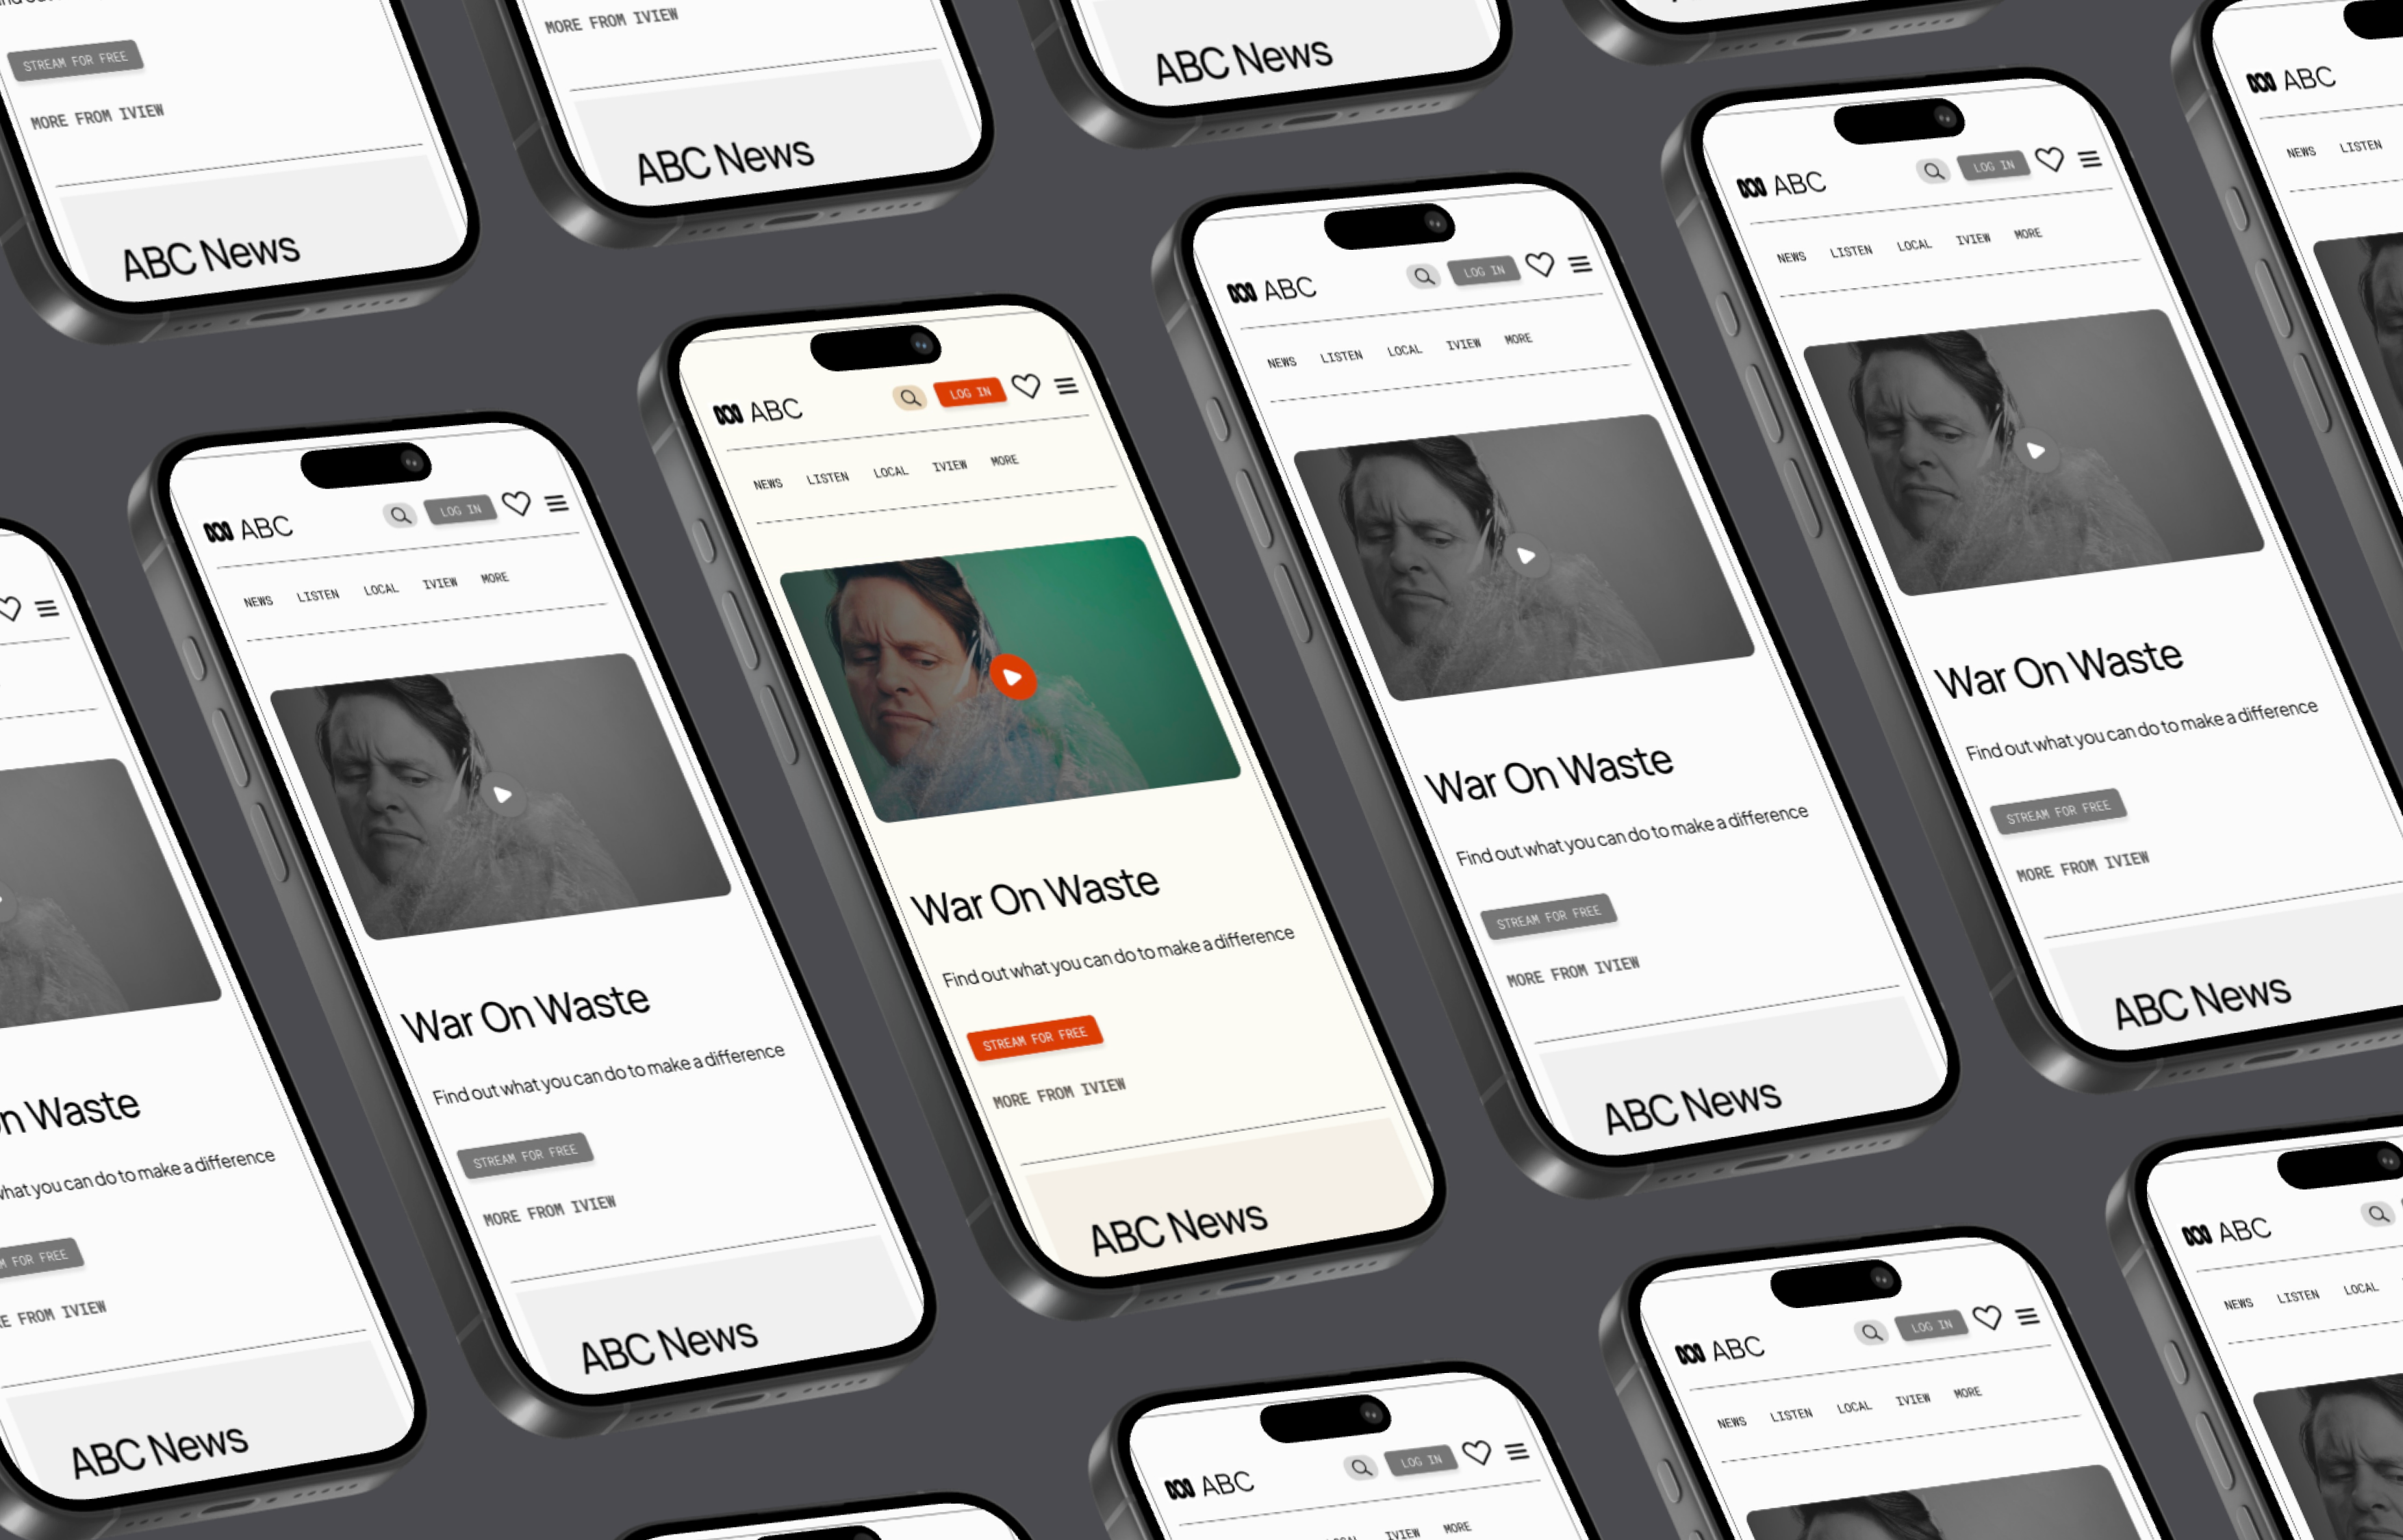 STREAM FOR FREE
MORE FROM IVIEW
ABC News
MORE FROM IVIEW
ABC News
ABC News
ABC
NEWS LISTEN
ABC LOG IN
NEWS LISTEN LOCAL IVIEW MORE
War On Waste
Find out what you can do to make a difference
STREAM FOR FREE
MORE FROM IVIEW
ABC News
ABC LOG IN
NEWS LISTEN LOCAL IVIEW MORE
War On Waste
Find out what you can do to make a difference
STREAM FOR FREE
MORE FROM IVIEW
ABC News
ABC LOG IN
NEWS LISTEN LOCAL IVIEW MORE
War On Waste
Find out what you can do to make a difference
STREAM FOR FREE
MORE FROM IVIEW
ABC News
ABC LOG IN
NEWS LISTEN LOCAL IVIEW MORE
War On Waste
Find out what you can do to make a difference
STREAM FOR FREE
MORE FROM IVIEW
ABC News
Waste
what you can do to make a difference
FOR FREE
FROM IVIEW
ABC News
ABC
NEWS LISTEN LOCAL
ABC LOG IN
NEWS LISTEN LOCAL IVIEW MORE
ABC LOG IN
IVIEW MORE